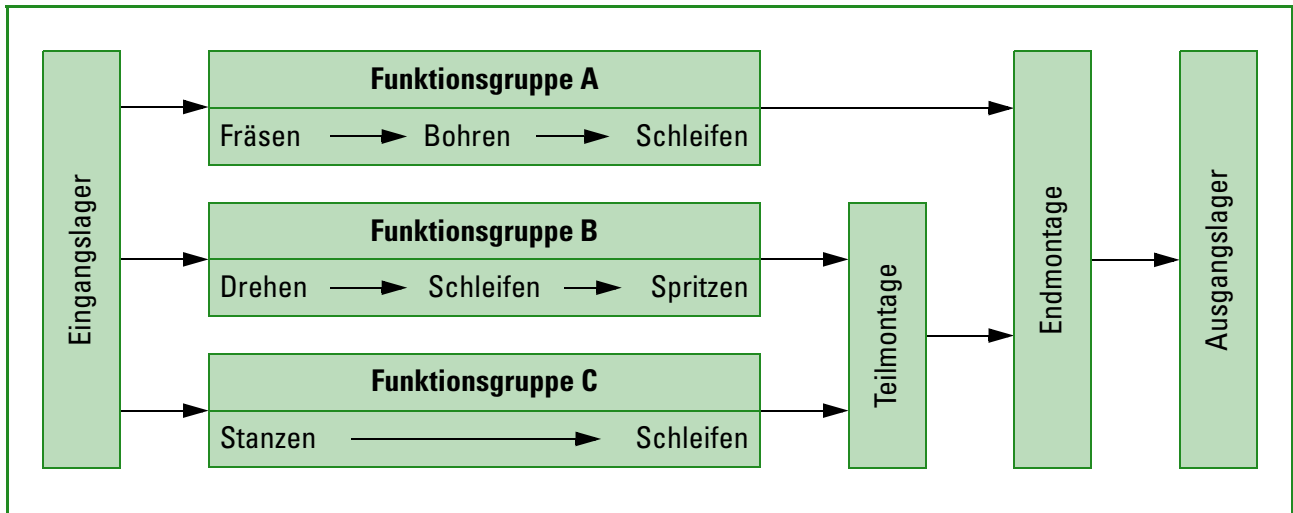 Eingangslager
Funktionsgruppe A
Fräsen Bohren Schleifen
Funktionsgruppe B
Drehen Schleifen Spritzen
Funktionsgruppe C
Stanzen Schleifen
Teilmontage
Endmontage
Ausgangslager